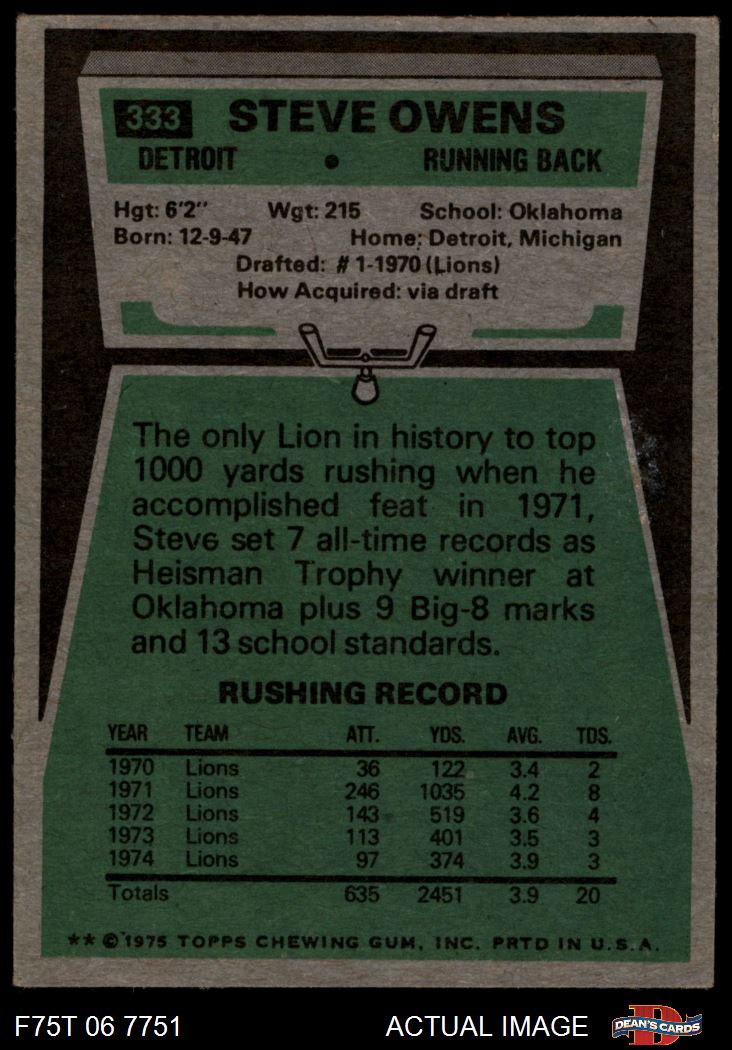 333 STEVE OWENS
DETROIT • RUNNING BACK
Hgt: 6'2" Wgt: 215 School: Oklahoma
Born: 12-9-47 Home: Detroit, Michigan
Drafted: #1-1970 (Lions)
How Acquired: via draft
The only Lion in history to top
1000 yards rushing when he
accomplished feat in 1971,
Steve set 7 all-time records as
Heisman Trophy winner at
Oklahoma plus 9 Big-8 marks
and 13 school standards.
RUSHING RECORD
YEAR TEAM ATT. YDS. AVG. TDS.
1970 Lions 36 122 3.4 2
1971 Lions 246 1035 4.2 8
1972 Lions 143 519 3.6 4
1973 Lions 113 401 3.5 3
1974 Lions 97 374 3.9 3
Totals 635 2451 3.9 20
** © 1975 TOPPS CHEWING GUM, INC. PRTD IN U.S.A.
F75T 06 7751 ACTUAL IMAGE D DEAN'S CARDS